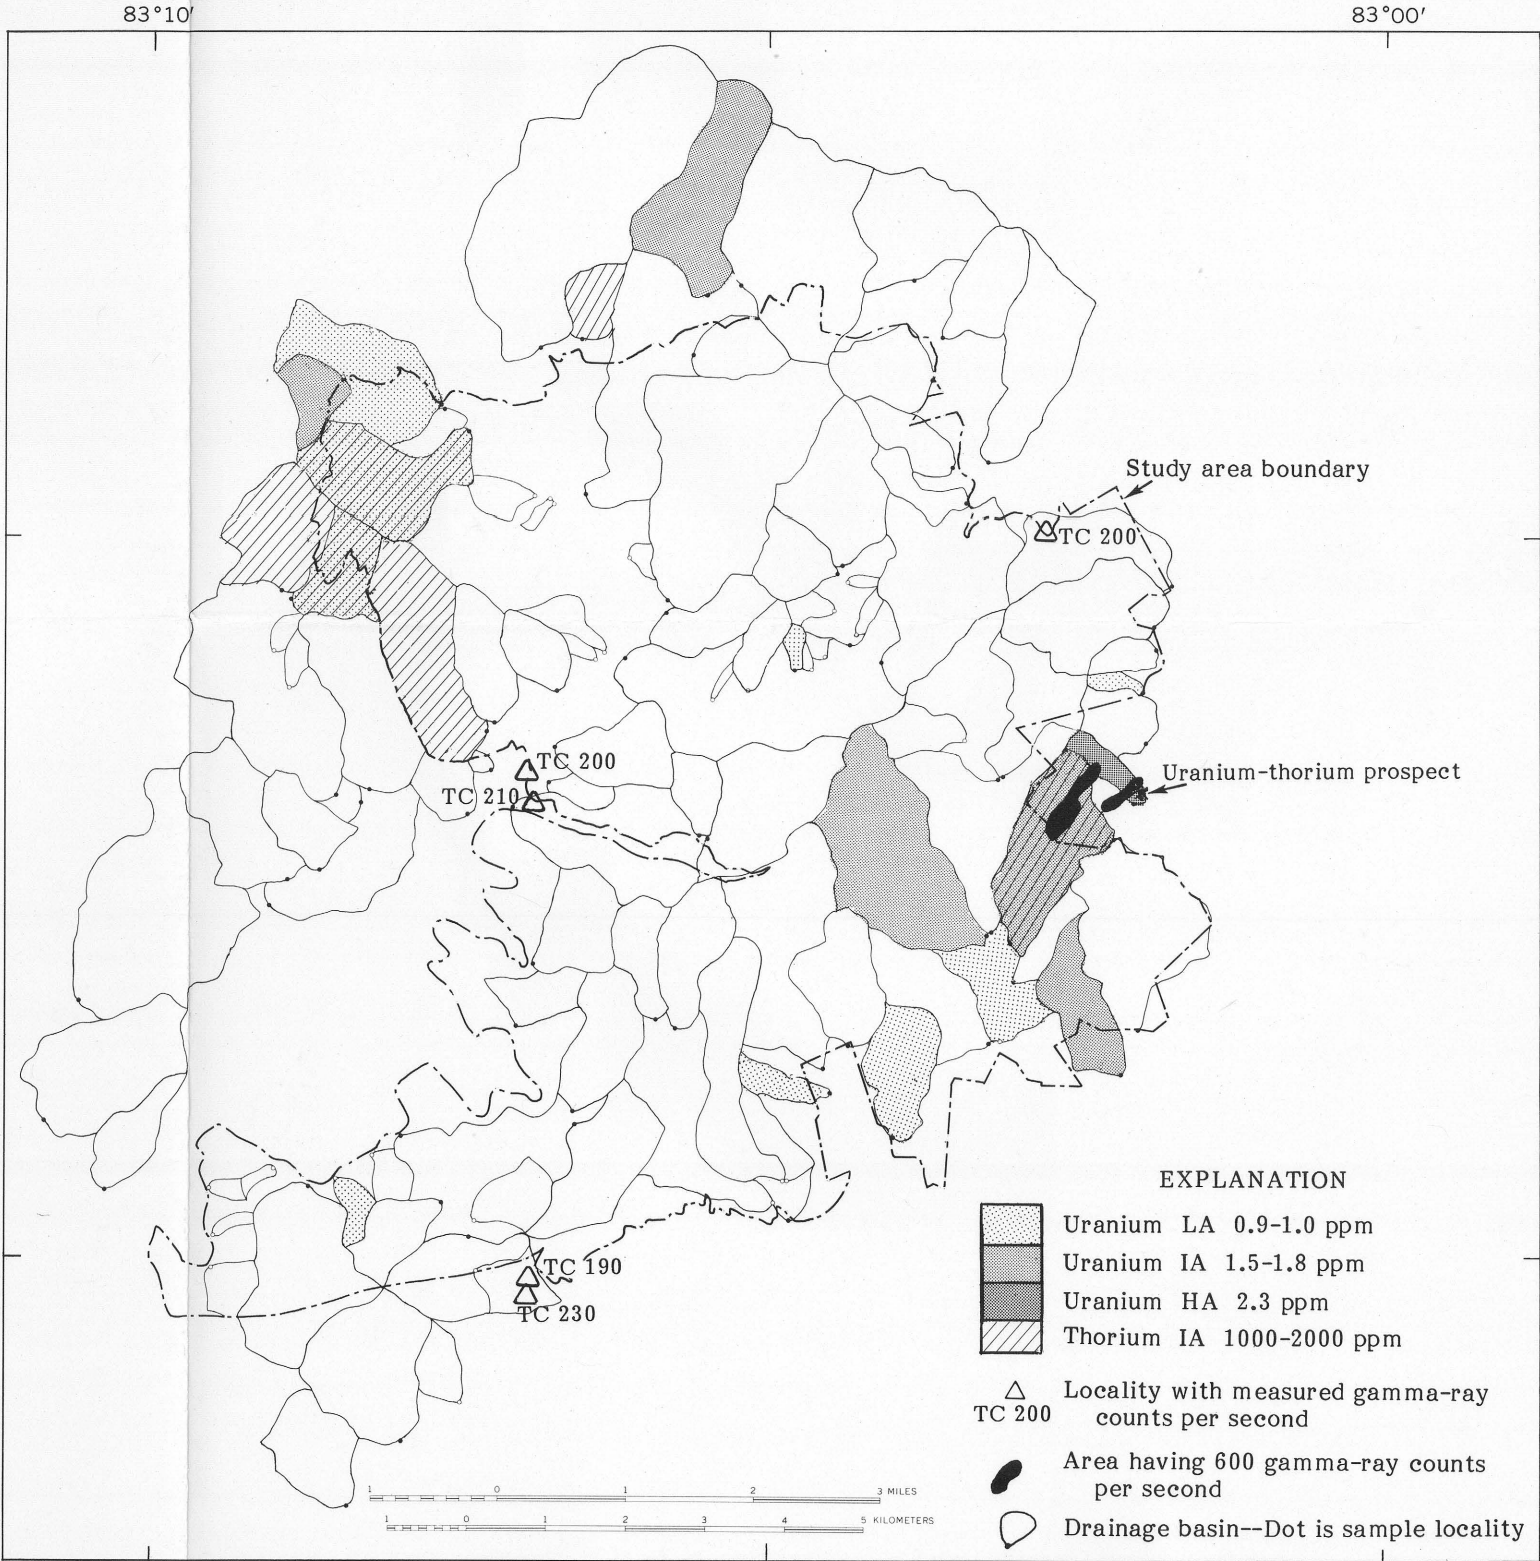 83°10′ 83°00′
Study area boundary
TC 200
TC 200
Uranium-thorium prospect
TC 210
EXPLANATION
Uranium LA 0.9-1.0 ppm
Uranium IA 1.5-1.8 ppm
TC 190
Uranium HA 2.3 ppm
TC 230
Thorium IA 1000-2000 ppm
Locality with measured gamma-ray
TC 200 counts per second
Area having 600 gamma-ray counts
per second
1 0 1 2 3 MILES
1 0 1 2 3 4 5 KILOMETERS
Drainage basin--Dot is sample locality